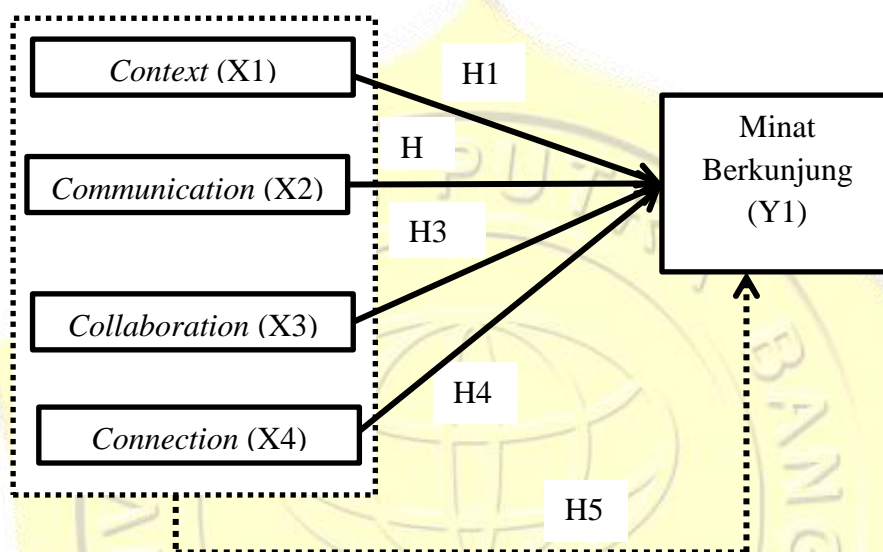 Context (X1)
H1
Minat
Berkunjung
(Y1)
H
Communication (X2)
H3
Collaboration (X3)
H4
Connection (X4)
H5